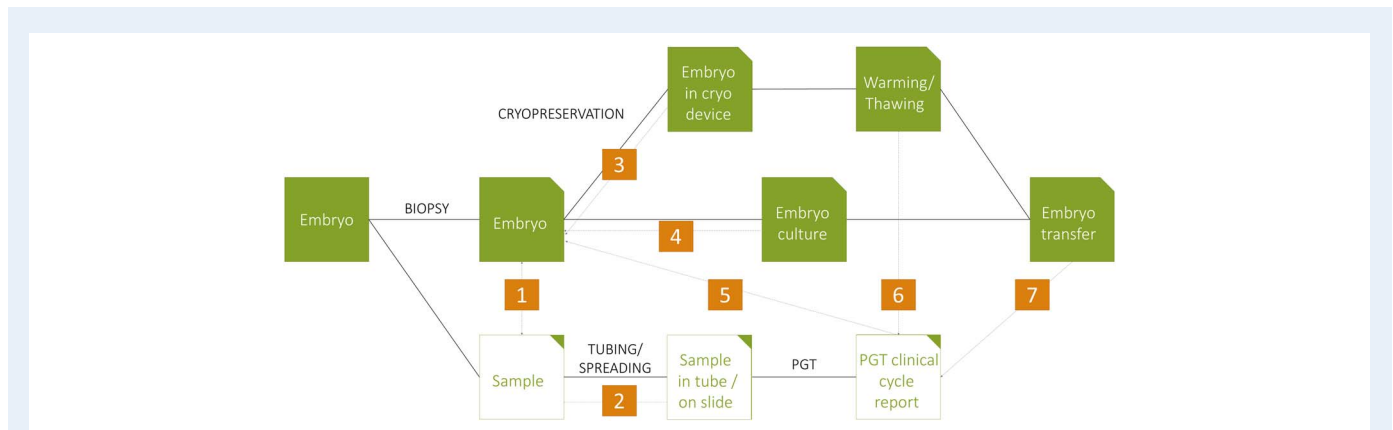 Embryo
in cryo
device
Warming/
Thawing
CRYOPRESERVATION
3
Embryo
BIOPSY
Embryo
4
Embryo
culture
Embryo
transfer
1
5
6
7
Sample
TUBING/
SPREADING
2
Sample
in tube /
on slide
PGT
PGT clinical
cycle
report